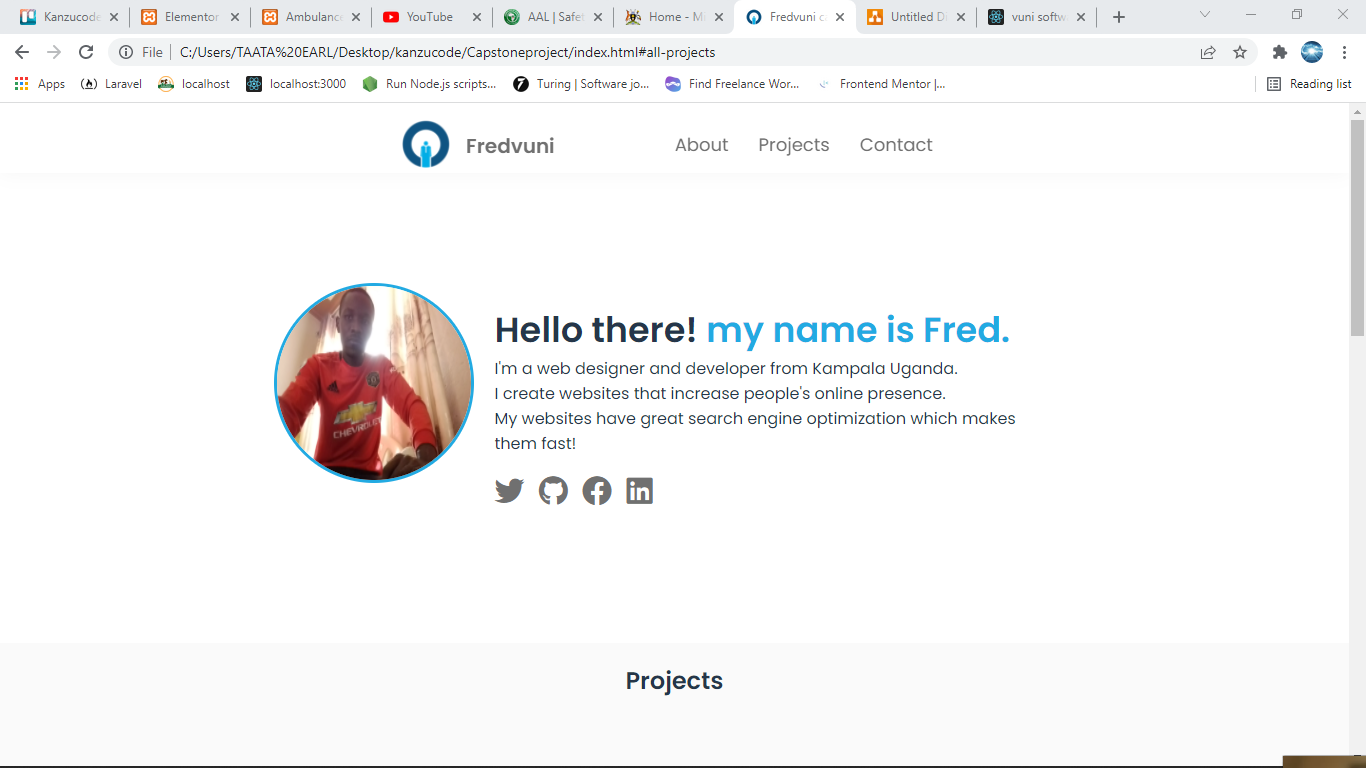 Kanzucode
Elementor
Ambulance
YouTube
AAL | Safet
Home - M
Fredvuni c
Untitled D
vuni softw
File
C:/Users/TAATA%20EARL/Desktop/kanzucode/Capstoneproject/index.html#all-projects
Apps
Laravel
localhost
localhost:3000
Run Node.js scripts...
Turing | Software jo...
Find Freelance Wor...
Frontend Mentor |...
Reading list
Fredvuni
About
Projects
Contact
Hello there! my name is Fred.
I'm a web designer and developer from Kampala Uganda.
I create websites that increase people's online presence.
My websites have great search engine optimization which makes
them fast!
CHEVROLET
Projects